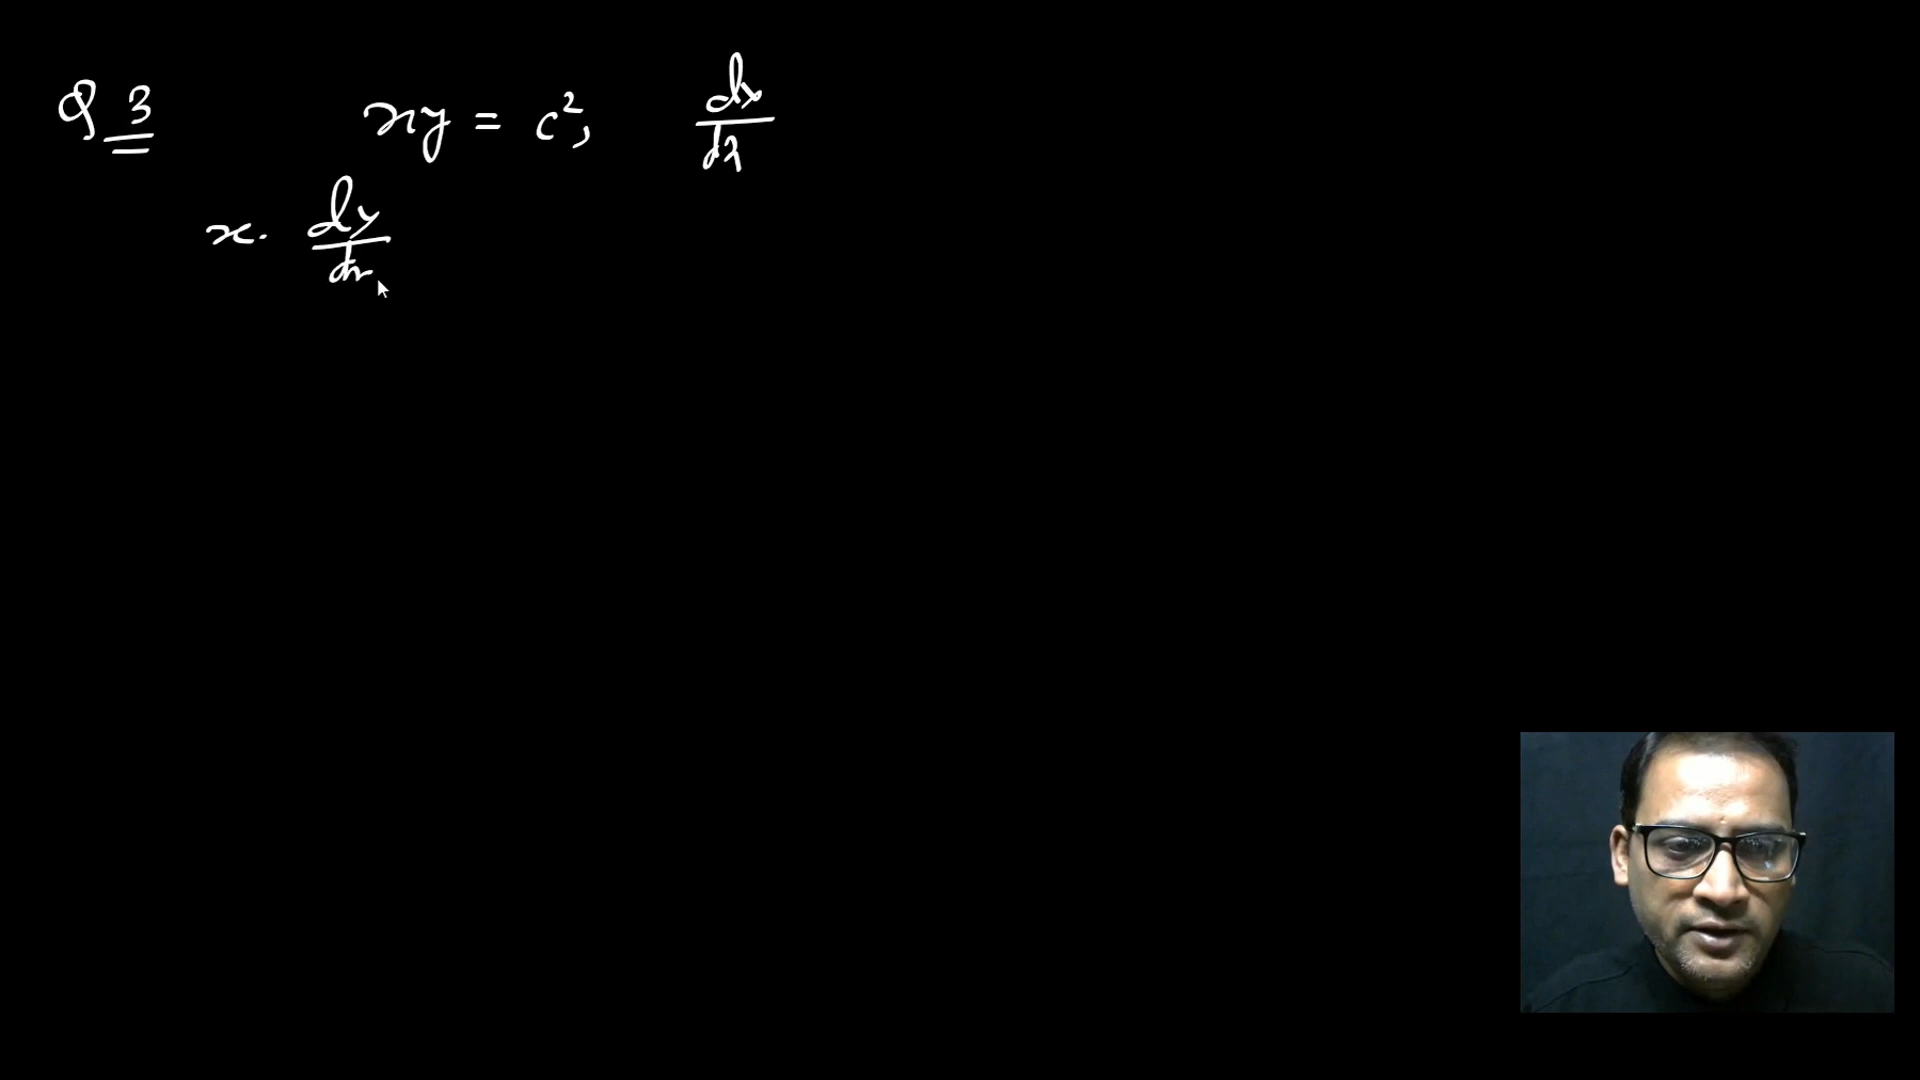 Q 3 xy = c², dy/dx
x. dy/dx